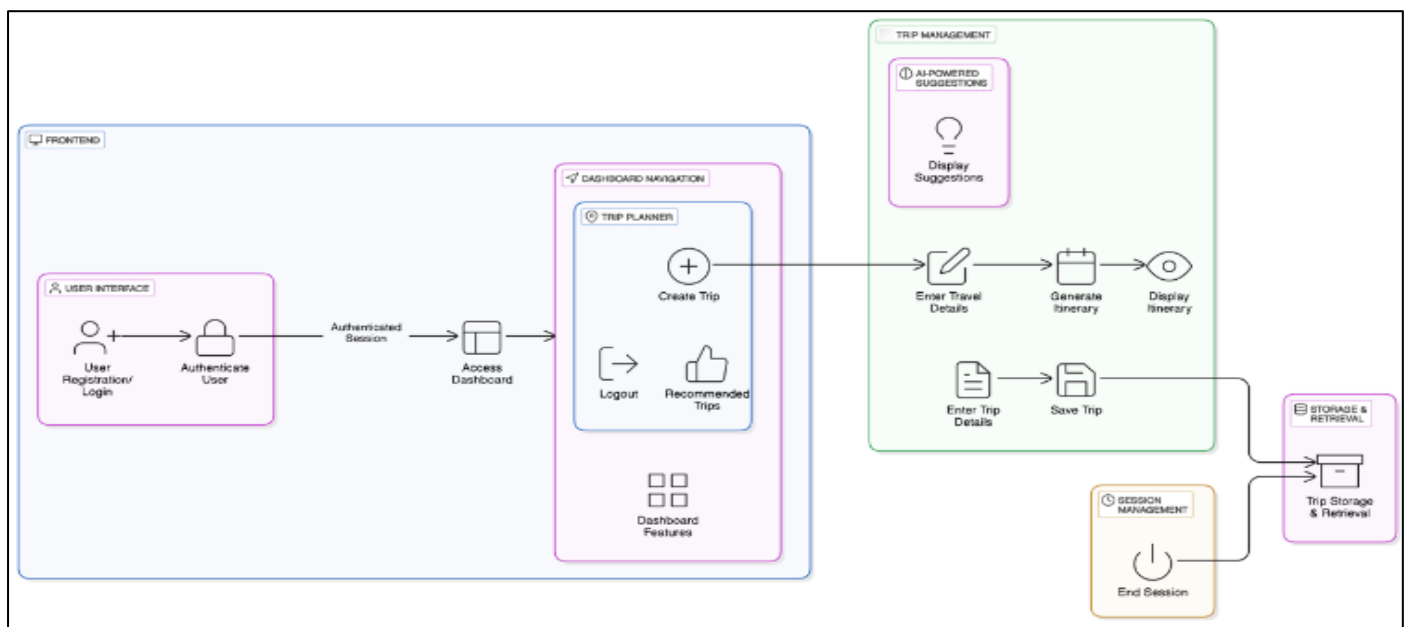 FRONTEND
USER INTERFACE
User
Registration/
Login
Authenticate
User
Authenticated
Session
Access
Dashboard
DASHBOARD NAVIGATION
TRIP PLANNER
Create Trip
Logout
Recommended
Trips
Dashboard
Features
TRIP MANAGEMENT
AI-POWERED
SUGGESTIONS
Display
Suggestions
Enter Travel
Details
Generate
Itinerary
Display
Itinerary
Enter Trip
Details
Save Trip
SESSION
MANAGEMENT
End Session
STORAGE &
RETRIEVAL
Trip Storage
& Retrieval